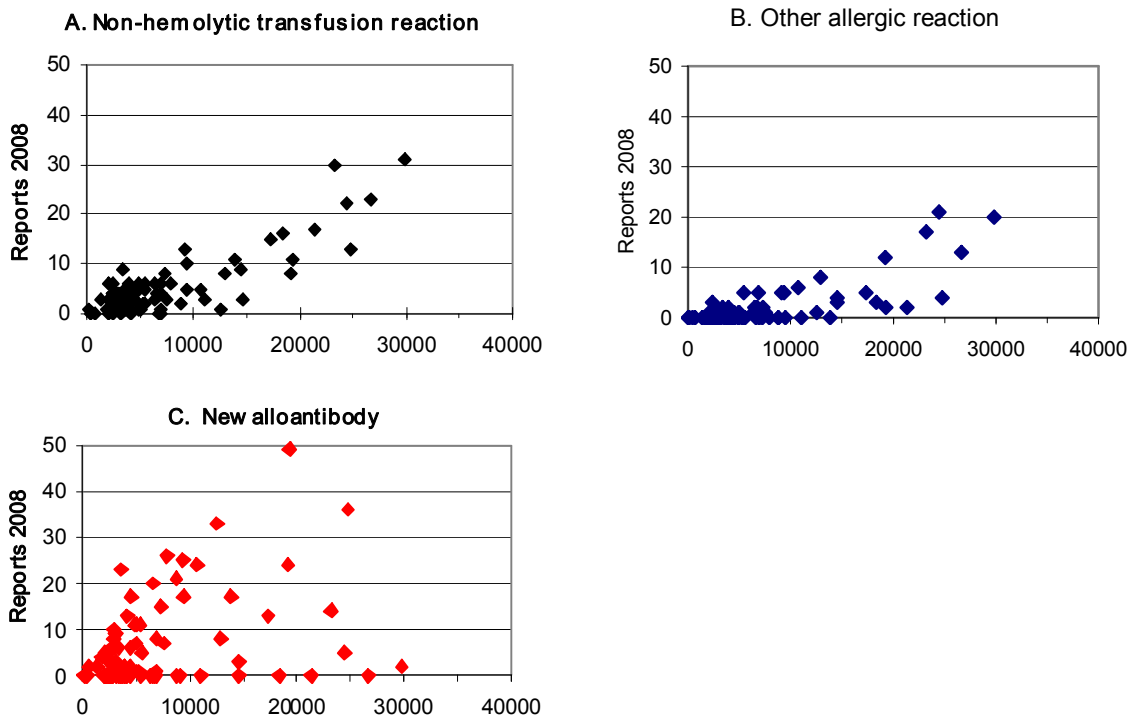 A. Non-hemolytic transfusion reaction
Reports 2008
50
40
30
20
10
0
0 10000 20000 30000 40000
B. Other allergic reaction
Reports 2008
50
40
30
20
10
0
0 10000 20000 30000 40000
C. New alloantibody
Reports 2008
50
40
30
20
10
0
0 10000 20000 30000 40000